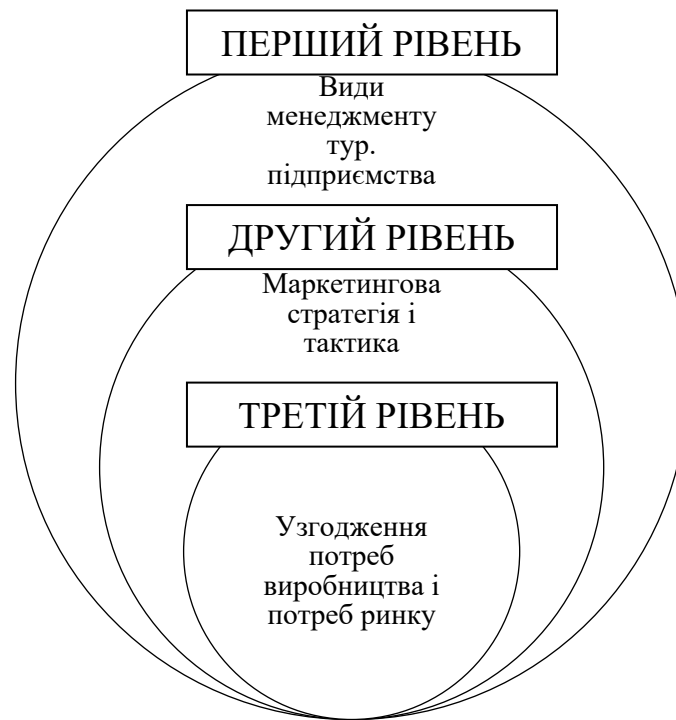 ПЕРШИЙ РІВЕНЬ
Види
менеджменту
тур.
підприємства
ДРУГИЙ РІВЕНЬ
Маркетингова
стратегія і
тактика
ТРЕТІЙ РІВЕНЬ
Узгодження
потреб
виробництва і
потреб ринку